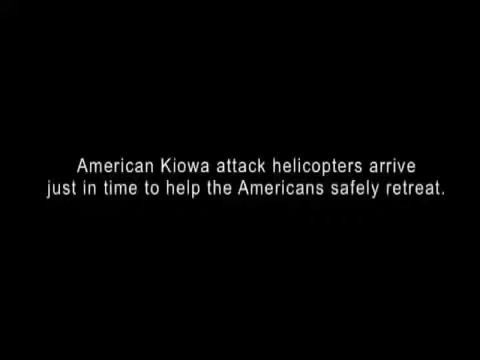 American Kiowa attack helicopters arrive
just in time to help the Americans safely retreat.